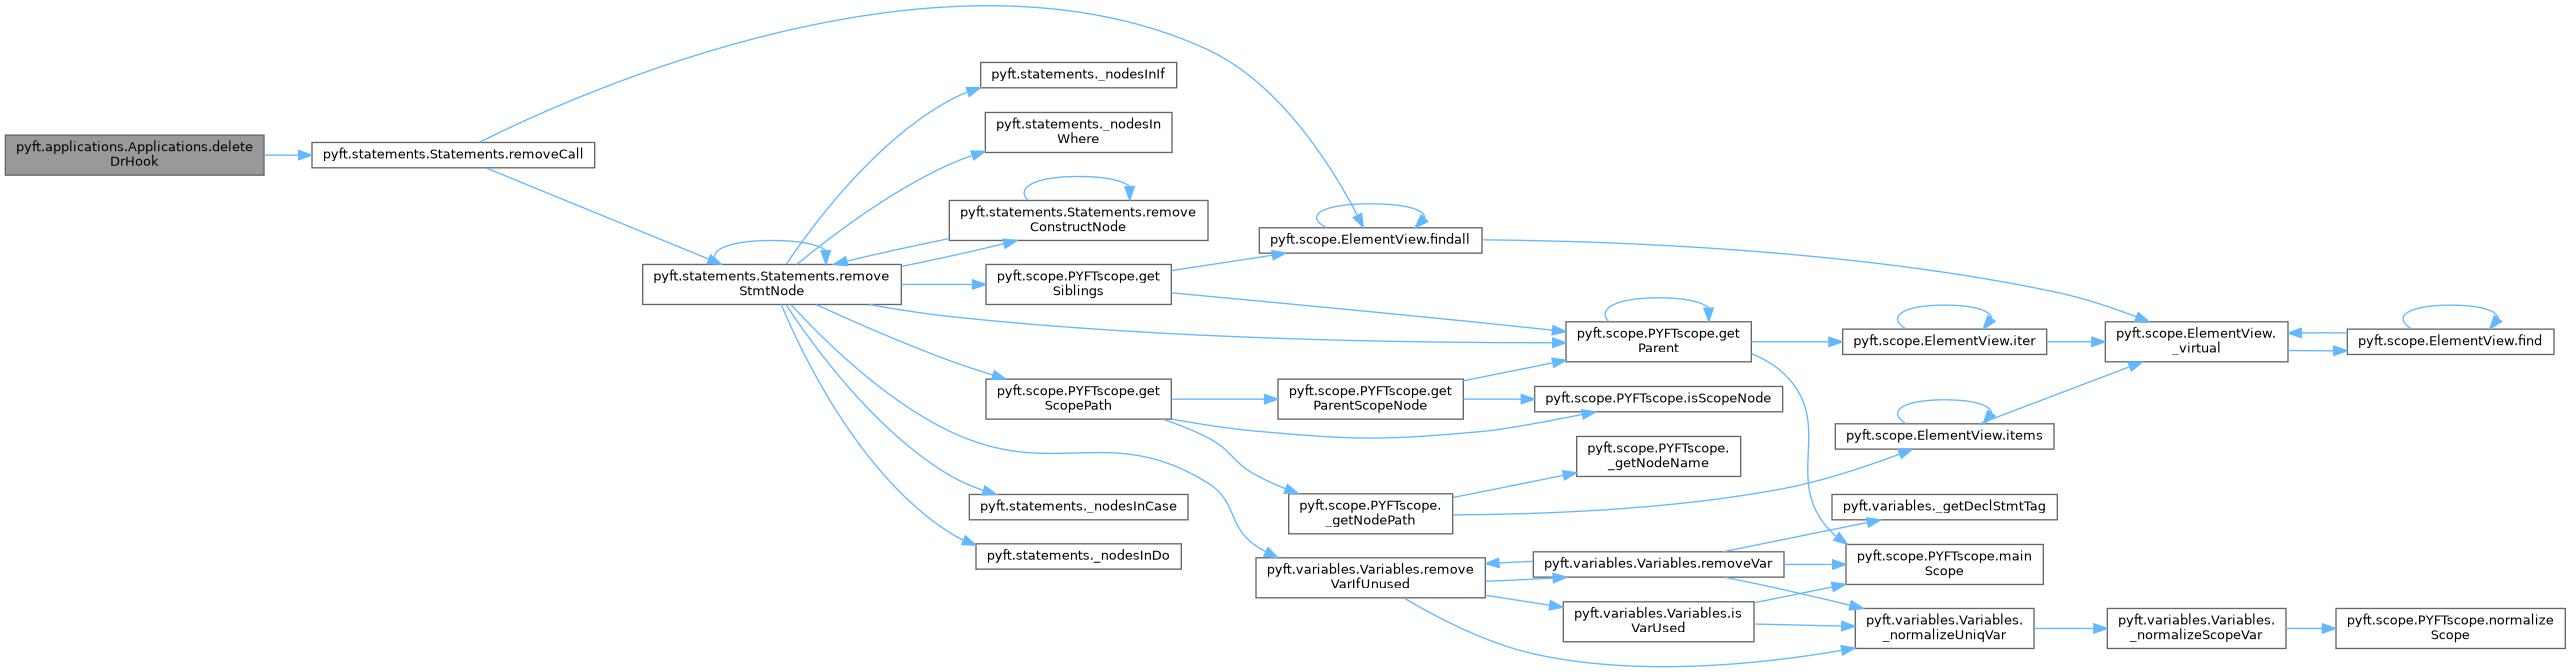 pyft.applications.Applications.delete
DrHook
pyft.statements.Statements.removeCall
pyft.statements.Statements.remove
StmtNode
pyft.statements._nodesInIf
pyft.statements._nodesIn
Where
pyft.statements.Statements.remove
ConstructNode
pyft.scope.PYFTscope.get
Siblings
pyft.scope.PYFTscope.get
ScopePath
pyft.statements._nodesInCase
pyft.statements._nodesInDo
pyft.scope.ElementView.findall
pyft.scope.PYFTscope.get
ParentScopeNode
pyft.scope.PYFTscope.
_getNodePath
pyft.variables.Variables.remove
VarIfUnused
pyft.scope.PYFTscope.get
Parent
pyft.scope.PYFTscope.isScopeNode
pyft.scope.PYFTscope.
_getNodeName
pyft.variables.Variables.removeVar
pyft.variables.Variables.is
VarUsed
pyft.scope.ElementView.iter
pyft.scope.ElementView.items
pyft.variables._getDeclStmtTag
pyft.scope.PYFTscope.main
Scope
pyft.variables.Variables.
_normalizeUniqVar
pyft.scope.ElementView.
_virtual
pyft.variables.Variables.
_normalizeScopeVar
pyft.scope.ElementView.find
pyft.scope.PYFTscope.normalize
Scope